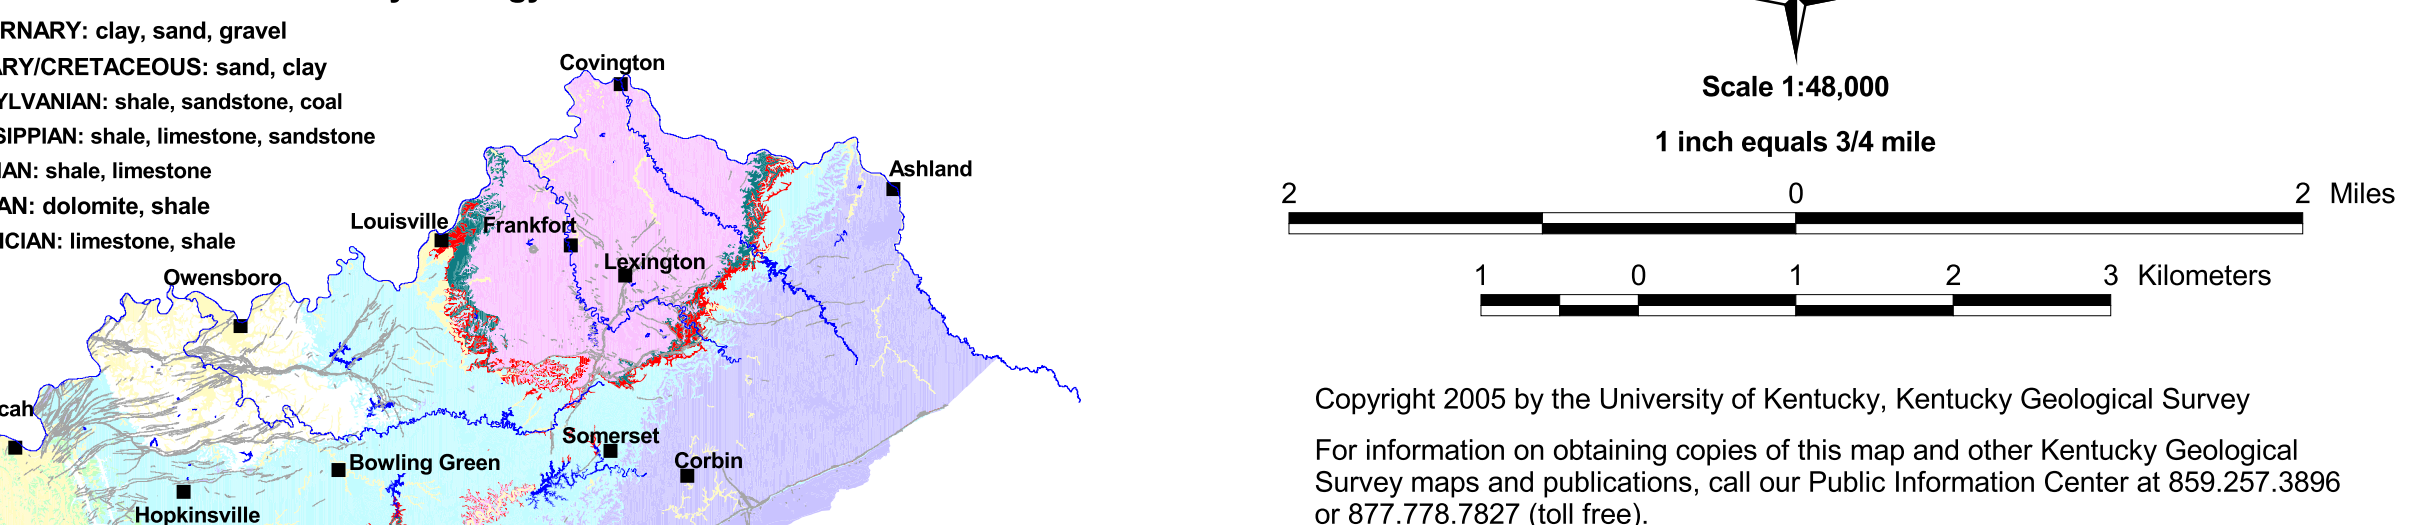 RNARY: clay, sand, gravel
ARY/CRETACEOUS: sand, clay
YLVANIAN: shale, sandstone, coal
SIPPIAN: shale, limestone, sandstone
IAN: shale, limestone
AN: dolomite, shale
ICIAN: limestone, shale
Covington
Ashland
Louisville
Frankfort
Lexington
Owensboro
cah
Somerset
Bowling Green
Corbin
Hopkinsville
Scale 1:48,000
1 inch equals 3/4 mile
2 0 2 Miles
1 0 1 2 3 Kilometers
Copyright 2005 by the University of Kentucky, Kentucky Geological Survey
For information on obtaining copies of this map and other Kentucky Geological
Survey maps and publications, call our Public Information Center at 859.257.3896
or 877.778.7827 (toll free).